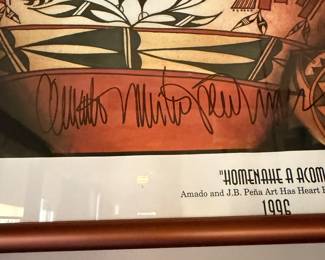 "HOMENAHE A ACOM
Amado and J.B. Peña Art Has Heart
1996